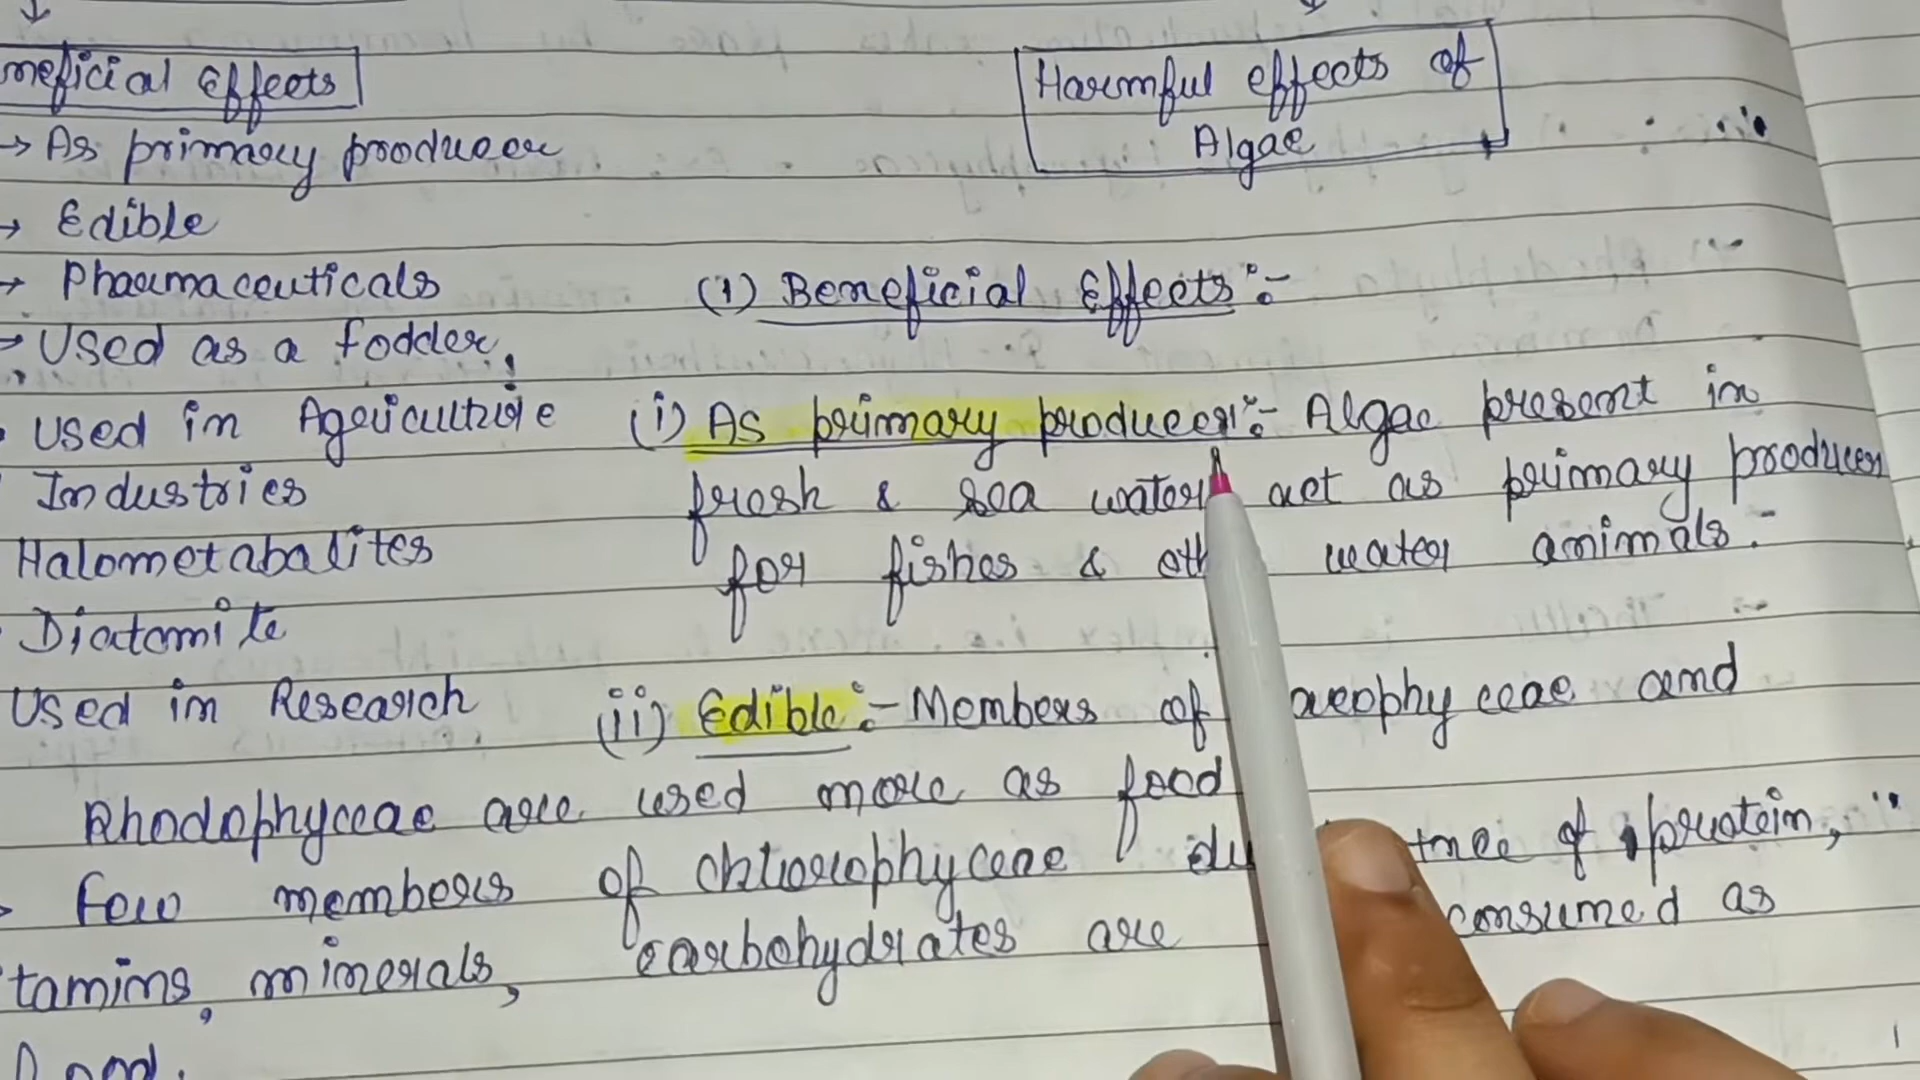 neficial Effects
Harmful effects of
Algae
→ As primary producer
→ Edible
→ Pharmaceuticals
→ Used as a fodder
Used in Agriculture
Industries
Halometabalites
Diatomite
Used in Research
(1) Beneficial Effects :-
(i) As primary producer :- Algae present in
fresh & sea water act as primary producer
for fishes & water animals.
(ii) Edible :- Members of aeophyceae and
Rhodophyceae are used more as food
few members of chlorophyceae of protein,
tamins, minerals, carbohydrates are consumed as